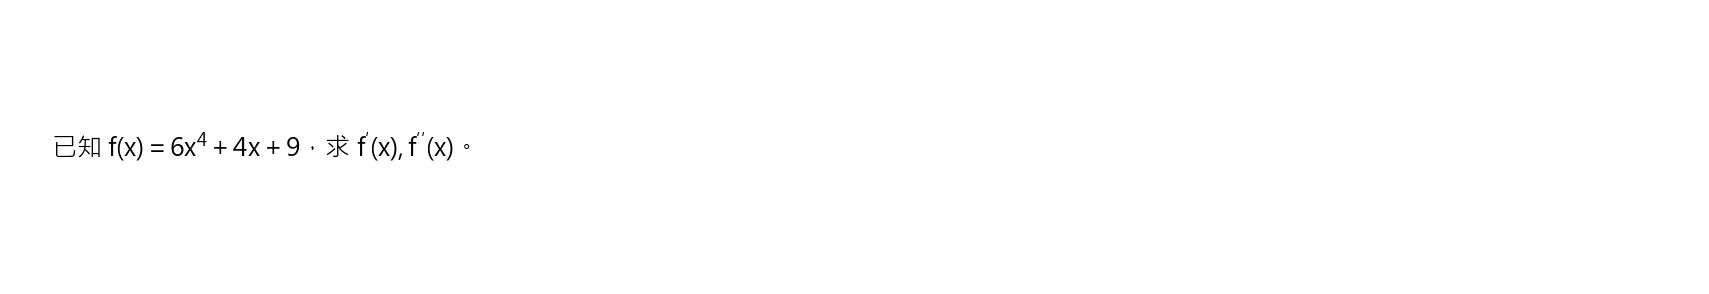 已知 f(x) = 6x⁴ + 4x + 9，求 f′(x), f′′(x)。